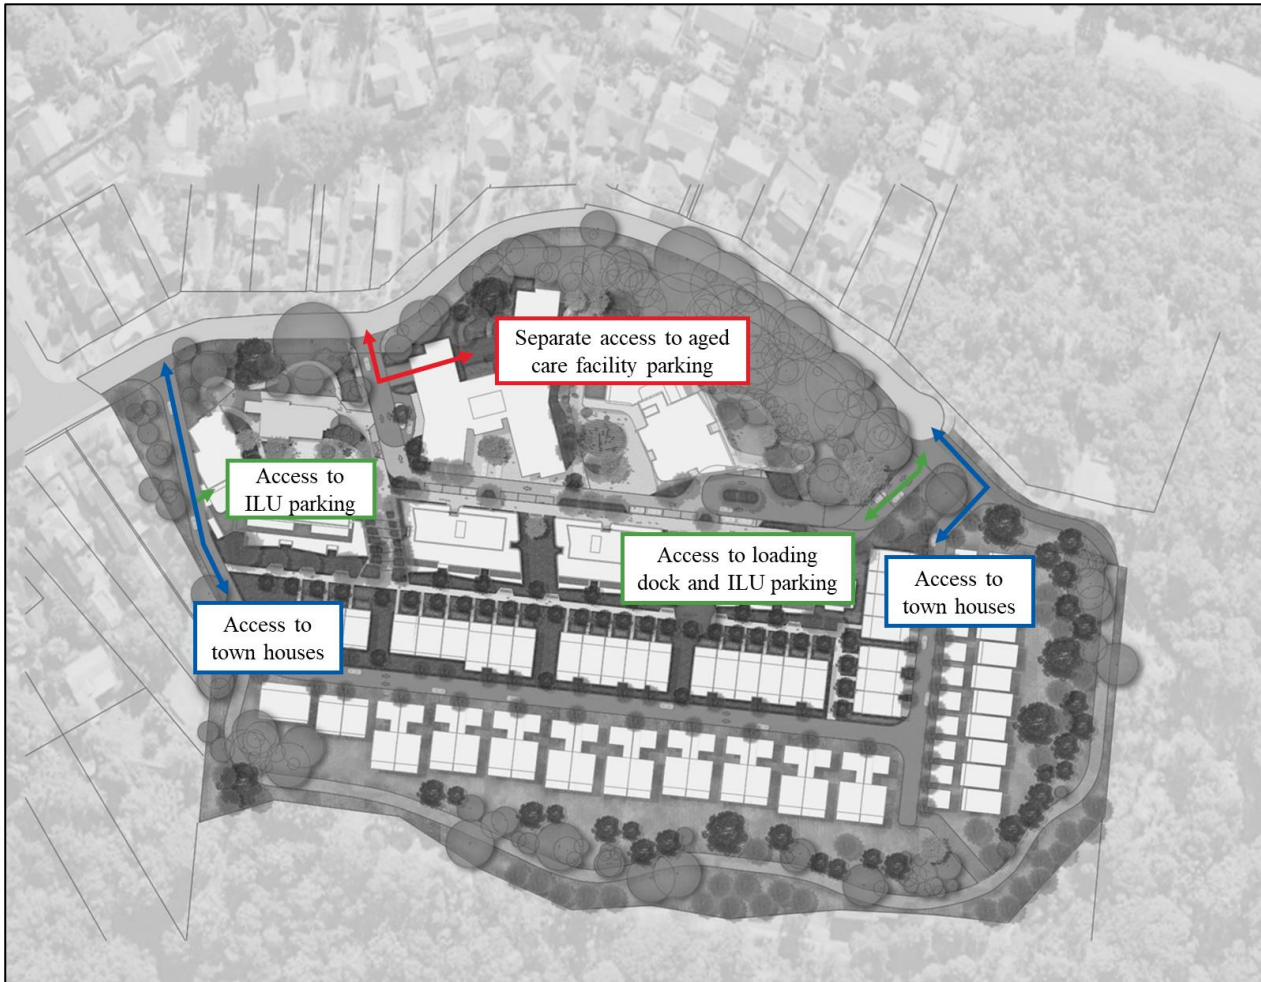 Separate access to aged
care facility parking
Access to
ILU parking
Access to loading
dock and ILU parking
Access to
town houses
Access to
town houses